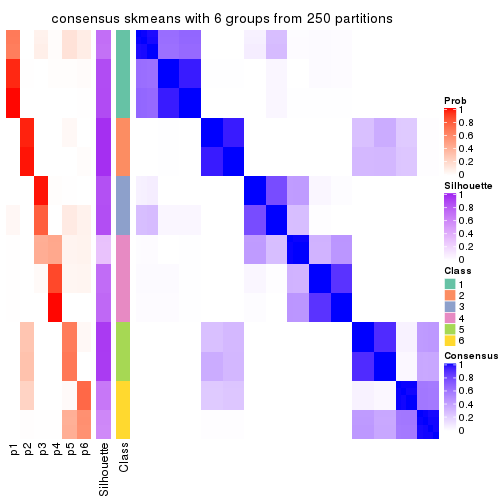 consensus skmeans with 6 groups from 250 partitions
Prob
1
0.8
0.6
0.4
0.2
0
Silhouette
1
0.8
0.6
0.4
0.2
0
Class
1
2
3
4
5
6
Consensus
1
0.8
0.6
0.4
0.2
0
p1
p2
p3
p4
p5
p6
Silhouette
Class